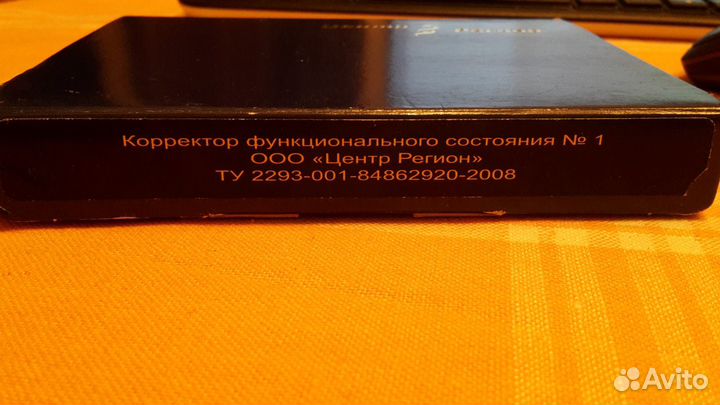 Корректор функционального состояния № 1
ООО «Центр Регион»
ТУ 2293-001-84862920-2008
Avito